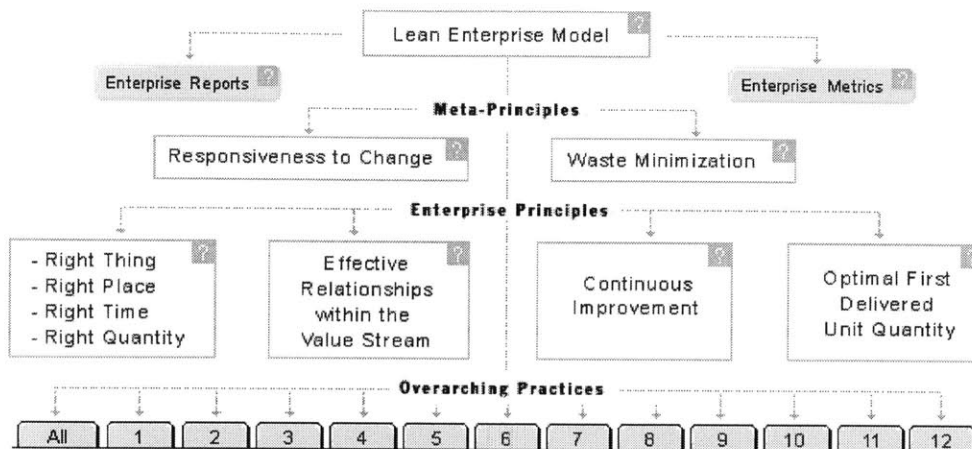 Lean Enterprise Model ?
Enterprise Reports ?
Enterprise Metrics ?
Meta-Principles
Responsiveness to Change ?
Waste Minimization ?
Enterprise Principles
- Right Thing ?
- Right Place
- Right Time
- Right Quantity
Effective ?
Relationships
within the
Value Stream
Continuous ?
Improvement
Optimal First ?
Delivered
Unit Quantity
Overarching Practices
All 1 2 3 4 5 6 7 8 9 10 11 12